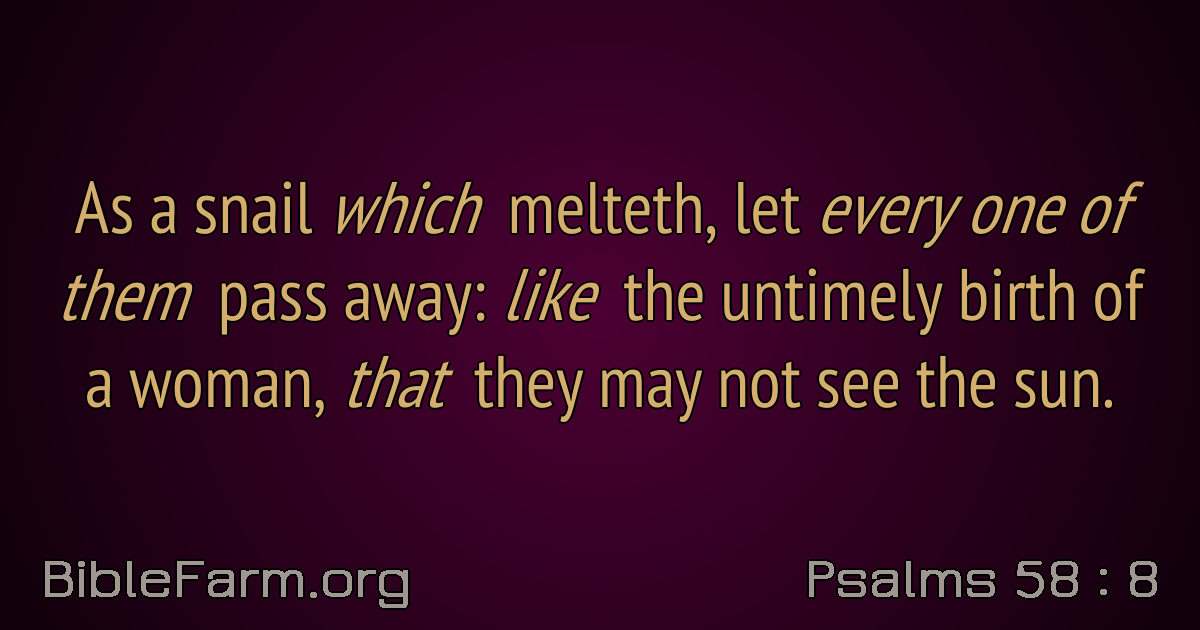 As a snail which melteth, let every one of
them pass away: like the untimely birth of
a woman, that they may not see the sun.
BibleFarm.org
Psalms 58 : 8